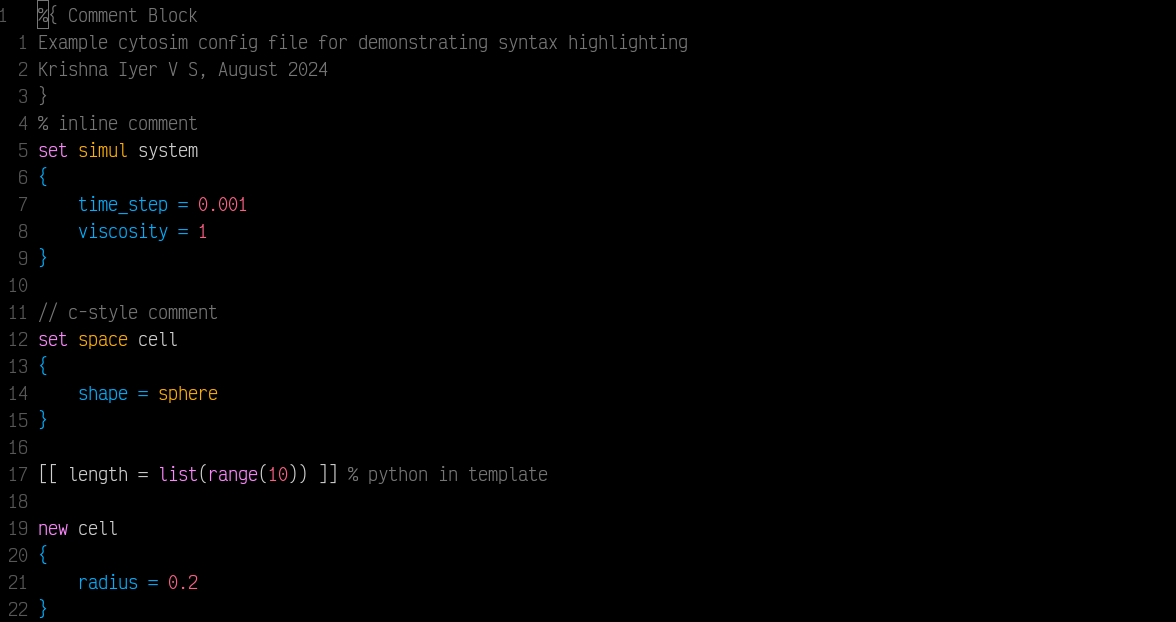 1 %{ Comment Block
1 Example cytosim config file for demonstrating syntax highlighting
2 Krishna Iyer V S, August 2024
3 }
4 % inline comment
5 set simul system
6 {
7     time_step = 0.001
8     viscosity = 1
9 }
10
11 // c-style comment
12 set space cell
13 {
14     shape = sphere
15 }
16
17 [[ length = list(range(10)) ]] % python in template
18
19 new cell
20 {
21     radius = 0.2
22 }